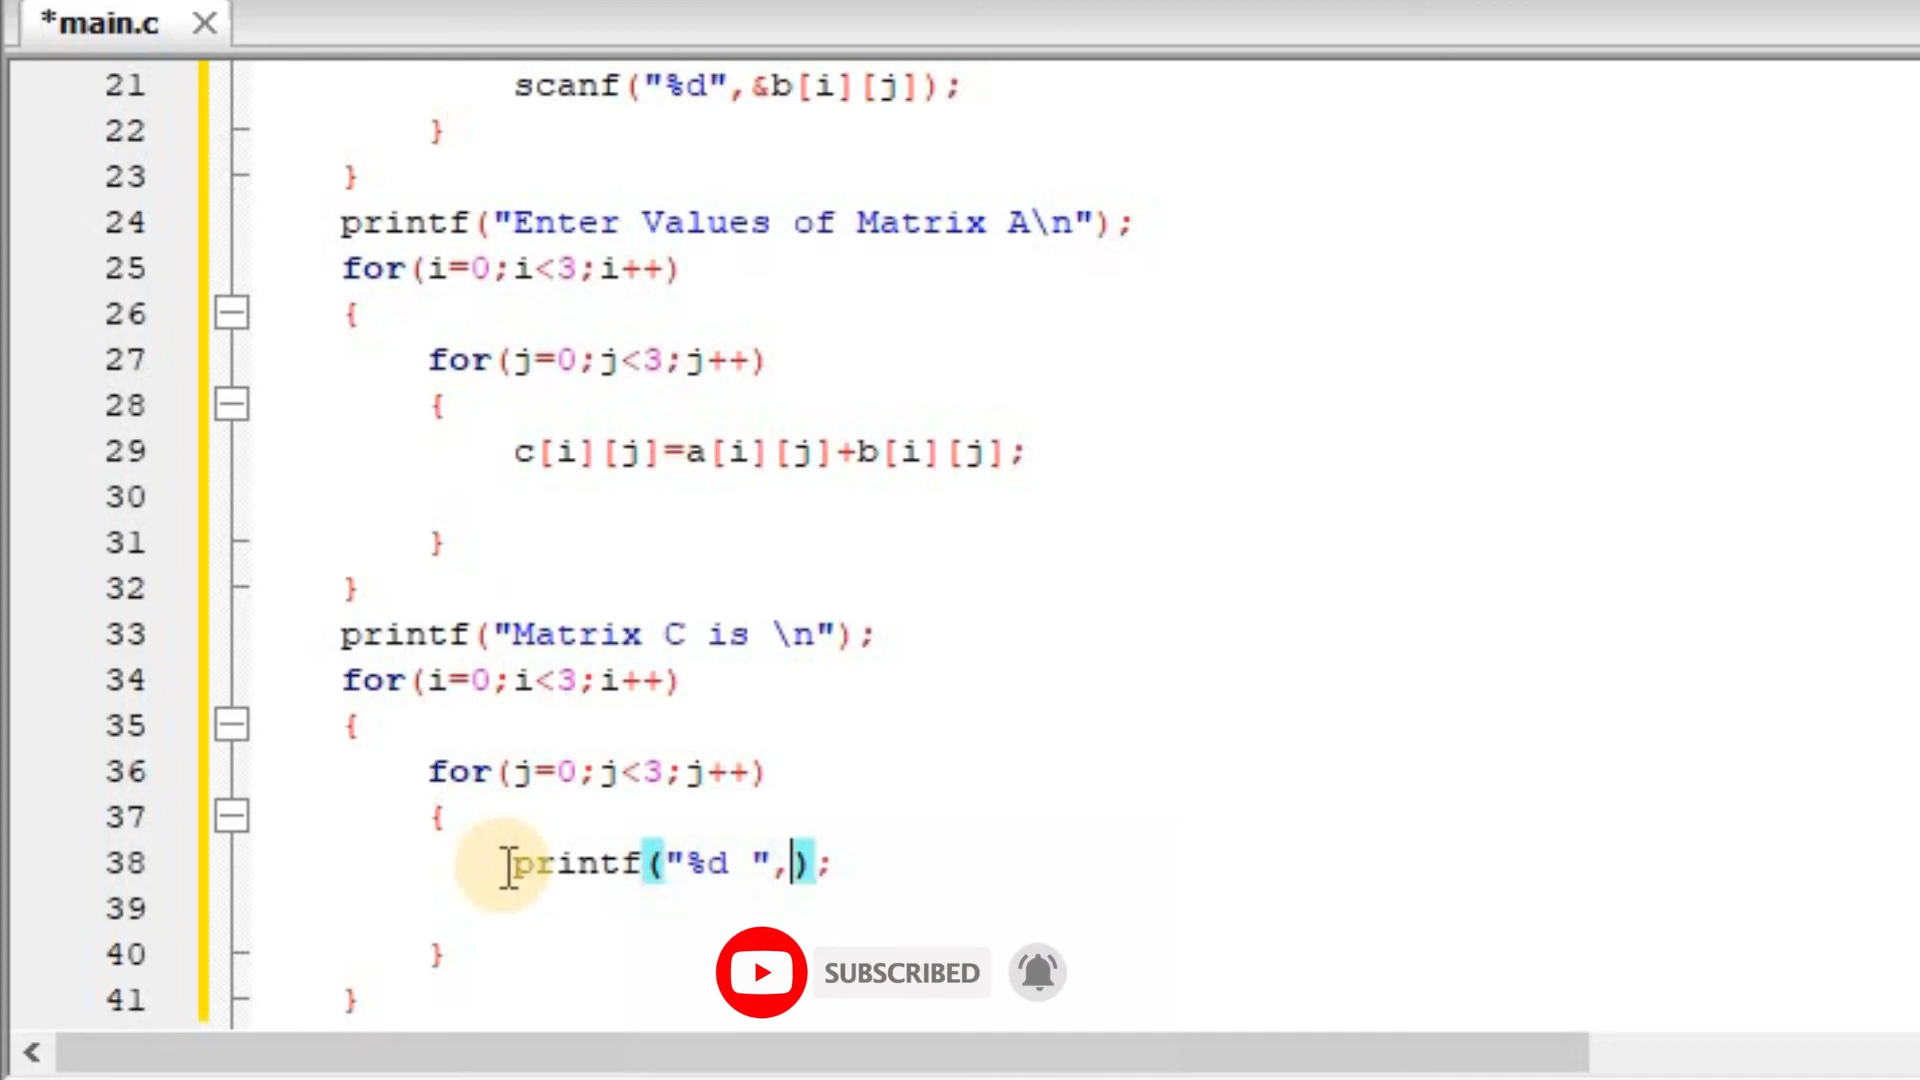 *main.c
21 scanf("%d",&b[i][j]);
22 }
23 }
24 printf("Enter Values of Matrix A\n");
25 for(i=0;i<3;i++)
26 {
27 for(j=0;j<3;j++)
28 {
29 c[i][j]=a[i][j]+b[i][j];
30
31 }
32 }
33 printf("Matrix C is \n");
34 for(i=0;i<3;i++)
35 {
36 for(j=0;j<3;j++)
37 {
38 printf("%d ",);
39
40 }
41 }
SUBSCRIBED